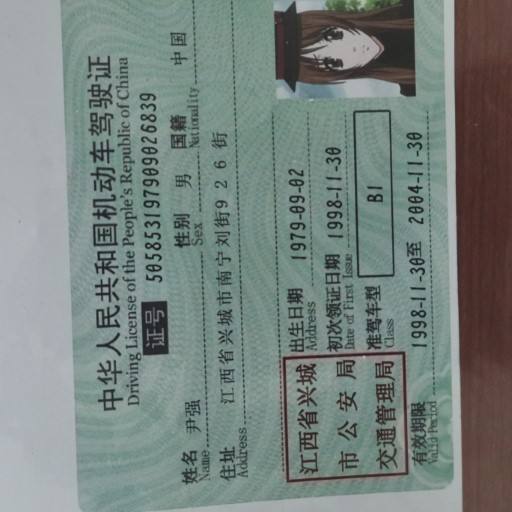 中华人民共和国机动车驾驶证
Driving License of the People's Republic of China
证号 505853197909026839
姓名 尹强 性别 男 国籍 中国
Name Sex Nationality
住址 江西省兴城市南宁刘街926街
Address
出生日期 1979-09-02
Address
初次领证日期 1998-11-30
Date of First Issue
准驾车型 B1
Class
江西省兴城
市公安局
交通管理局
有效期限 1998-11-30至 2004-11-30
Valid Period